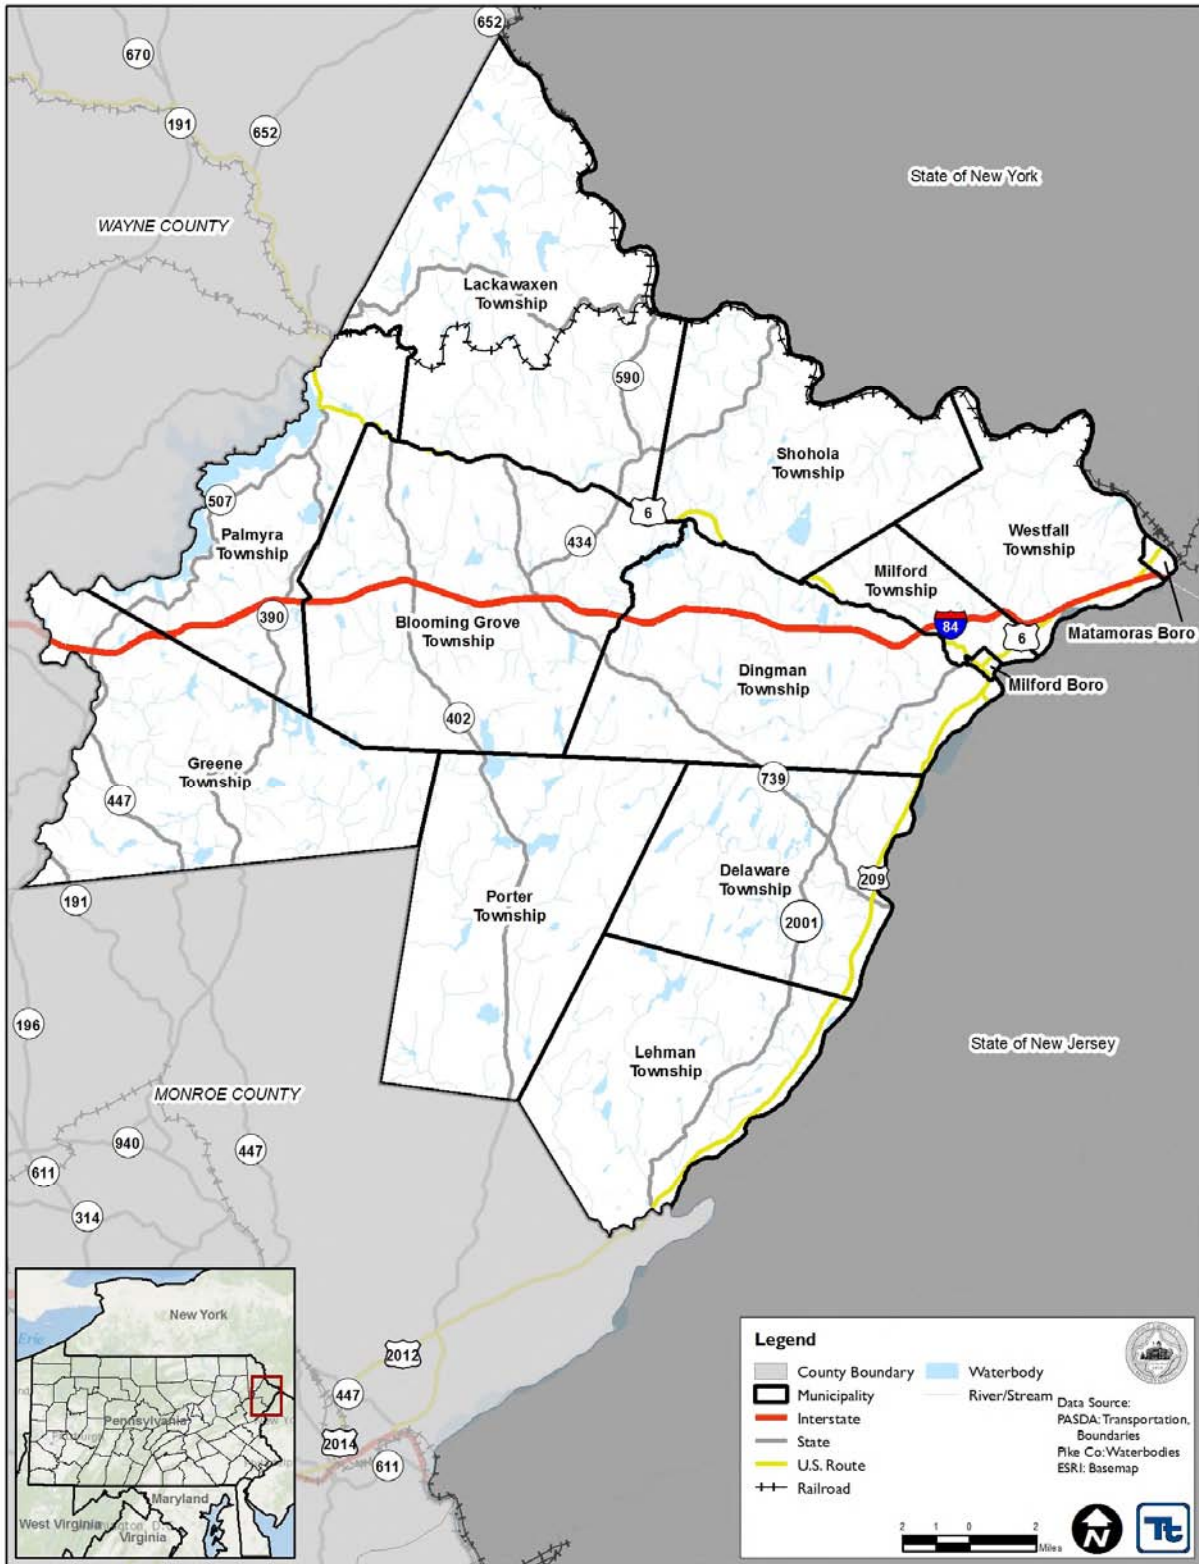 652
670
191
652
State of New York
WAYNE COUNTY
Lackawaxen
Township
590
Shohola
Township
507
6
Palmyra
Township
434
Westfall
Township
Milford
Township
390
Blooming Grove
Township
84
6
Matamoras Boro
Dingman
Township
Milford Boro
402
Greene
Township
739
447
Delaware
Township
209
191
Porter
Township
2001
196
State of New Jersey
Lehman
Township
MONROE COUNTY
940
447
611
314
New York
Erie
Pennsylvania
Maryland
West Virginia
Virginia
2012
447
2014
611
Legend
County Boundary
Waterbody
Municipality
River/Stream
Interstate
State
U.S. Route
Railroad
Data Source:
PASDA: Transportation,
Boundaries
Pike Co: Waterbodies
ESRI: Basemap
2 1 0 2
Miles
N
Tt